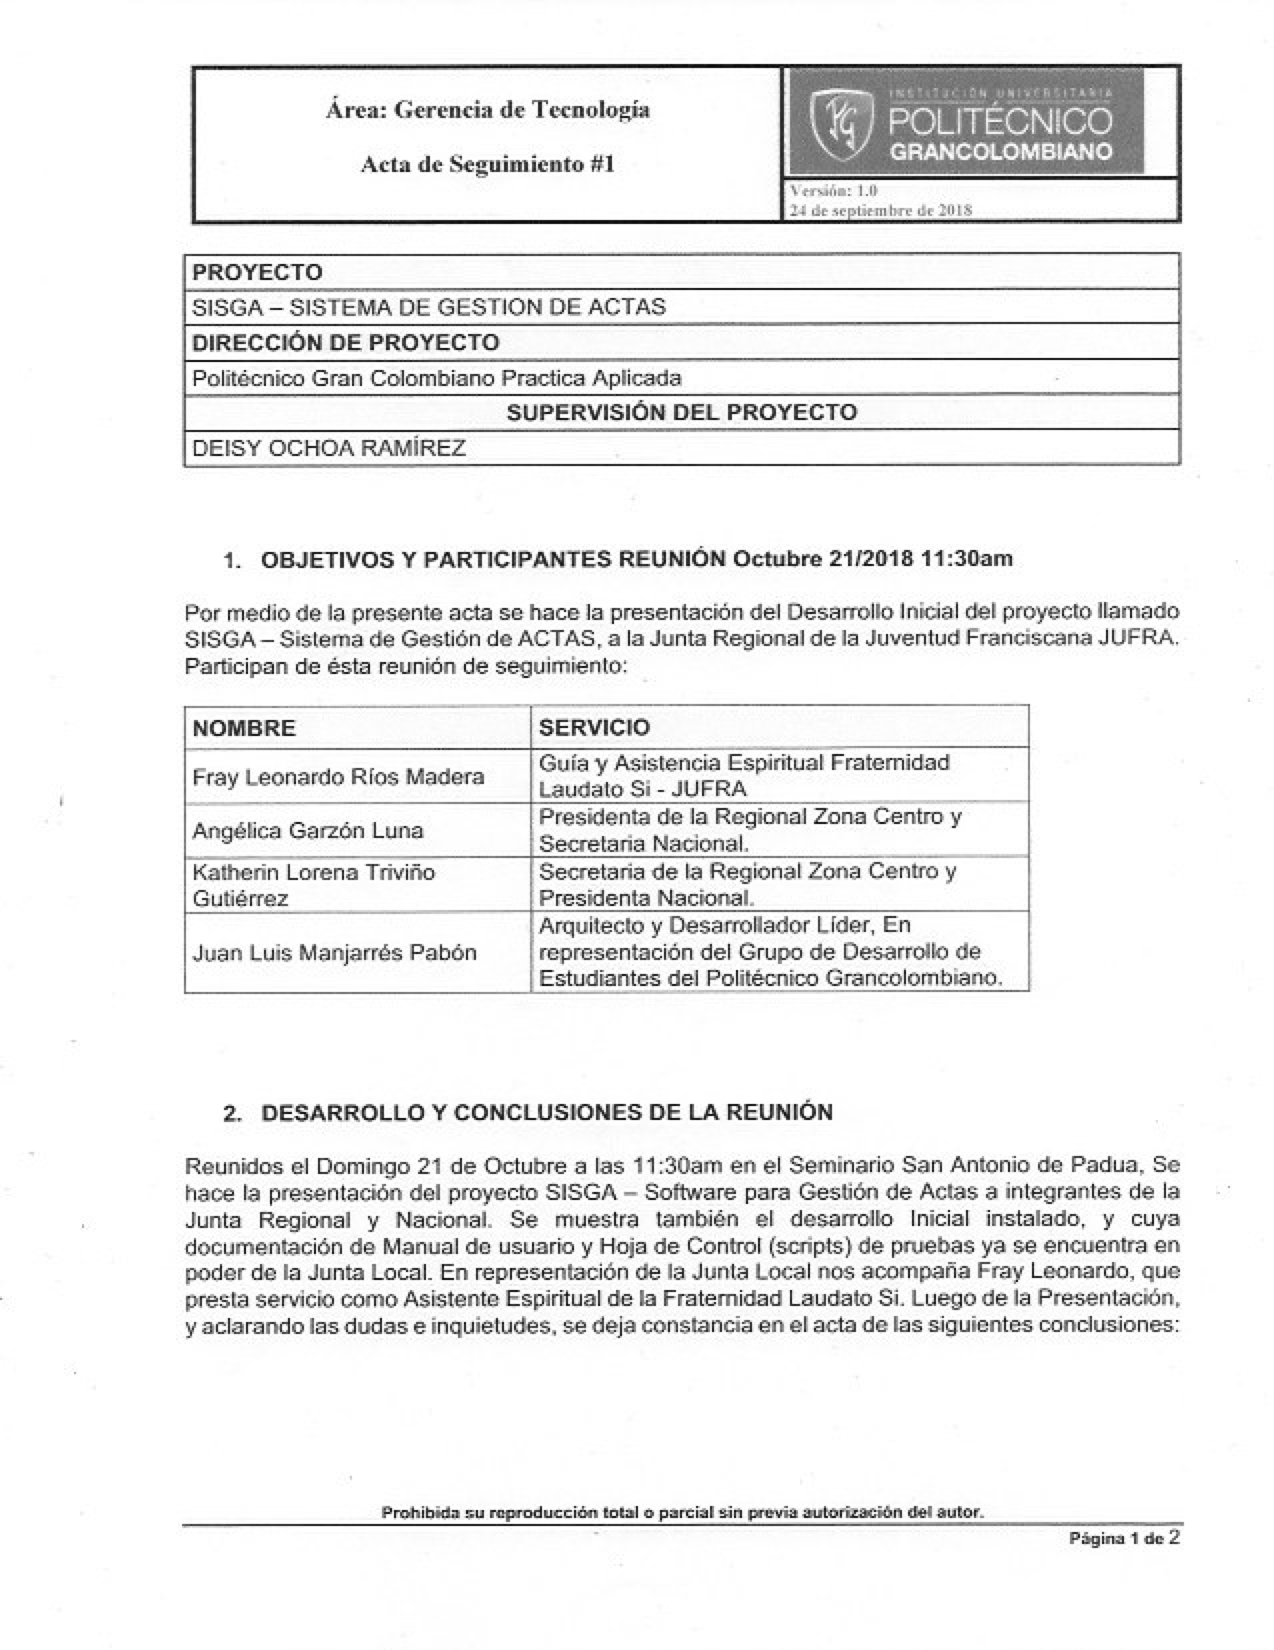 Área: Gerencia de Tecnología
Acta de Seguimiento #1
INSTITUCIÓN UNIVERSITARIA
POLITÉCNICO
GRANCOLOMBIANO
Versión: 1.0
24 de septiembre de 2018
PROYECTO
SISGA – SISTEMA DE GESTION DE ACTAS
DIRECCIÓN DE PROYECTO
Politécnico Gran Colombiano Practica Aplicada
SUPERVISIÓN DEL PROYECTO
DEISY OCHOA RAMÍREZ
1. OBJETIVOS Y PARTICIPANTES REUNIÓN Octubre 21/2018 11:30am
Por medio de la presente acta se hace la presentación del Desarrollo Inicial del proyecto llamado
SISGA – Sistema de Gestión de ACTAS, a la Junta Regional de la Juventud Franciscana JUFRA.
Participan de ésta reunión de seguimiento:
NOMBRE
SERVICIO
Fray Leonardo Ríos Madera
Guía y Asistencia Espiritual Fraternidad
Laudato Si - JUFRA
Angélica Garzón Luna
Presidenta de la Regional Zona Centro y
Secretaria Nacional.
Katherin Lorena Triviño
Gutiérrez
Secretaria de la Regional Zona Centro y
Presidenta Nacional.
Juan Luis Manjarrés Pabón
Arquitecto y Desarrollador Líder, En
representación del Grupo de Desarrollo de
Estudiantes del Politécnico Grancolombiano.
2. DESARROLLO Y CONCLUSIONES DE LA REUNIÓN
Reunidos el Domingo 21 de Octubre a las 11:30am en el Seminario San Antonio de Padua, Se
hace la presentación del proyecto SISGA – Software para Gestión de Actas a integrantes de la
Junta Regional y Nacional. Se muestra también el desarrollo Inicial instalado, y cuya
documentación de Manual de usuario y Hoja de Control (scripts) de pruebas ya se encuentra en
poder de la Junta Local. En representación de la Junta Local nos acompaña Fray Leonardo, que
presta servicio como Asistente Espiritual de la Fraternidad Laudato Si. Luego de la Presentación,
y aclarando las dudas e inquietudes, se deja constancia en el acta de las siguientes conclusiones:
Prohibida su reproducción total o parcial sin previa autorización del autor.
Página 1 de 2